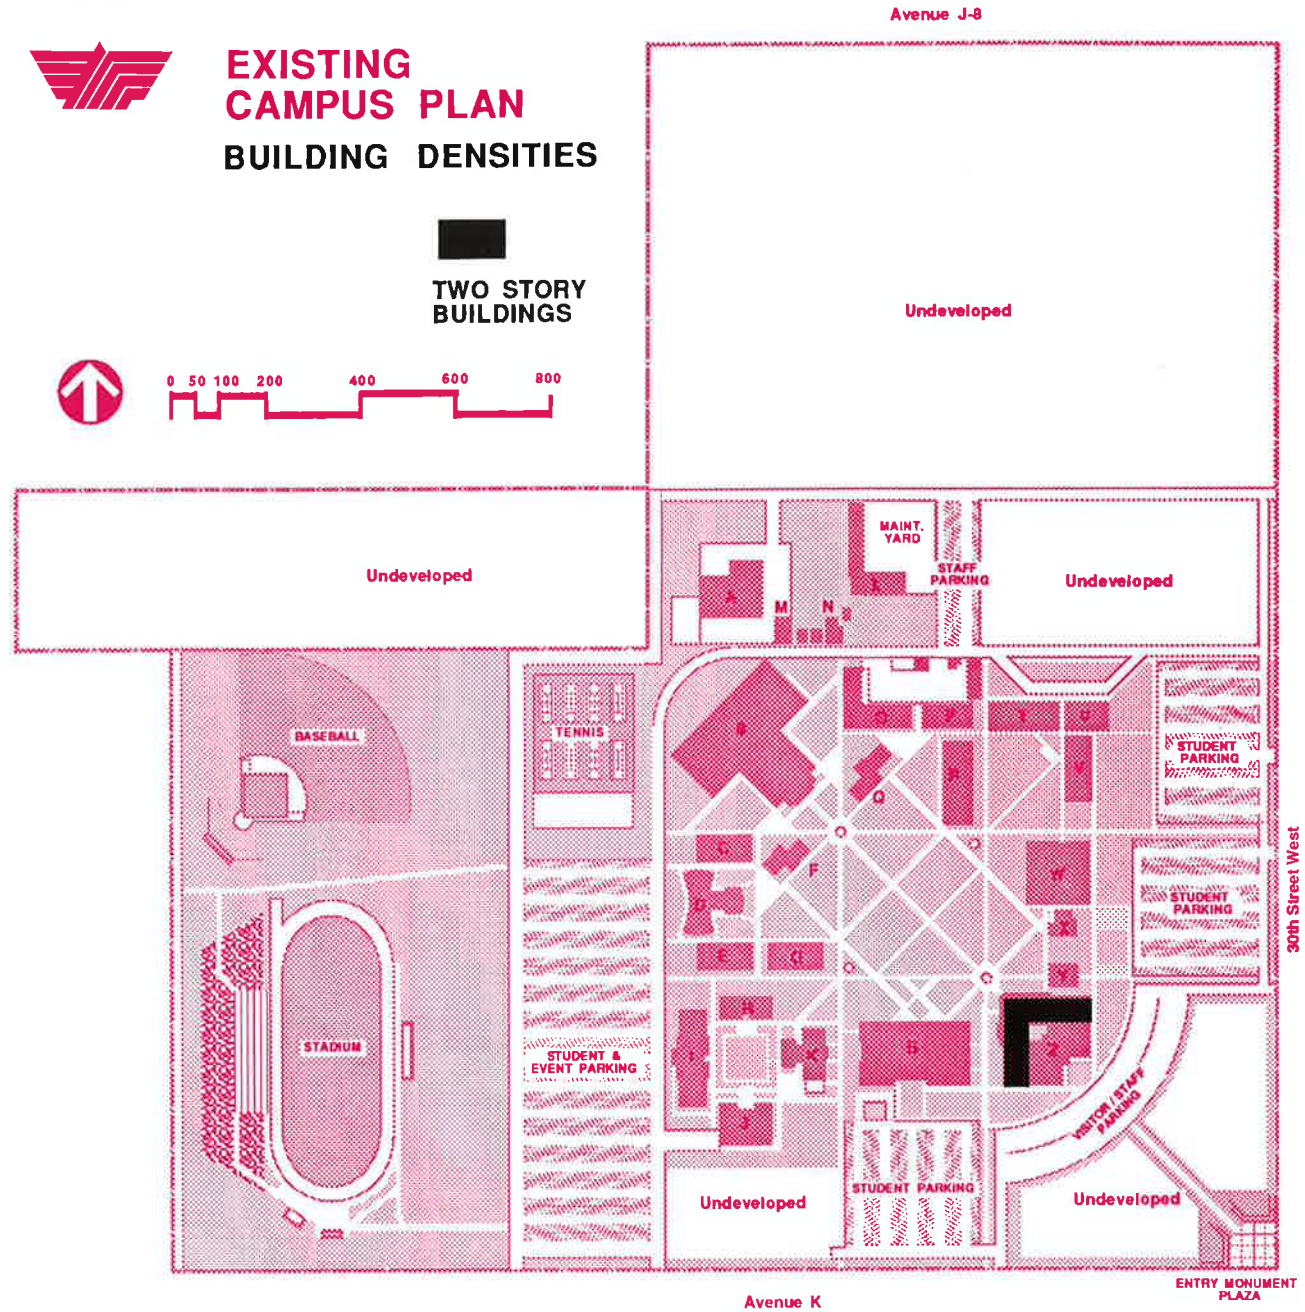 Avenue J-8
EXISTING
CAMPUS PLAN
BUILDING DENSITIES
TWO STORY
BUILDINGS
0 50 100 200 400 600 800
Undeveloped
Undeveloped
MAINT.
YARD
STAFF
PARKING
Undeveloped
A
M
N
L
BASEBALL
TENNIS
B
O
P
T
U
STUDENT
PARKING
Q
R
V
C
F
W
30th Street West
D
STUDENT
PARKING
X
E
G
Y
STADIUM
STUDENT &
EVENT PARKING
H
I
K
Z
J
VISITOR / STAFF
PARKING
Undeveloped
STUDENT PARKING
Undeveloped
ENTRY MONUMENT
PLAZA
Avenue K